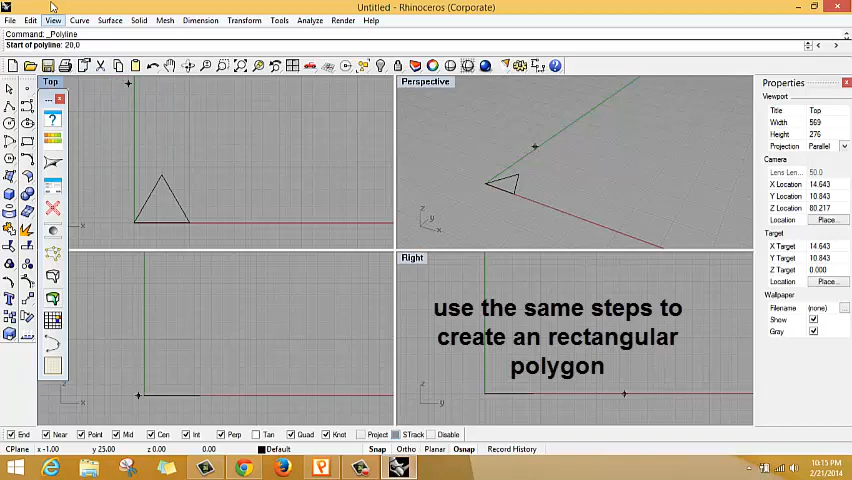 Untitled - Rhinoceros (Corporate)
File Edit View Curve Surface Solid Mesh Dimension Transform Tools Analyze Render Help
Command: _Polyline
Start of polyline: 20,0
Top
Perspective
Right
x
z
y
x
z
x
z
y
use the same steps to
create an rectangular
polygon
Properties
Viewport
Title Top
Width 569
Height 276
Projection Parallel
Camera
Lens Len... 50.0
X Location 14.643
Y Location 10.843
Z Location 80.217
Location Place...
Target
X Target 14.643
Y Target 10.843
Z Target 0.000
Location Place...
Wallpaper
Filename (none)
Show
Gray
End Near Point Mid Cen Int Perp Tan Quad Knot Project STrack Disable
CPlane x -1.00 y 25.00 z 0.00 0.00 Default Snap Ortho Planar Osnap Record History
10:15 PM
2/21/2014